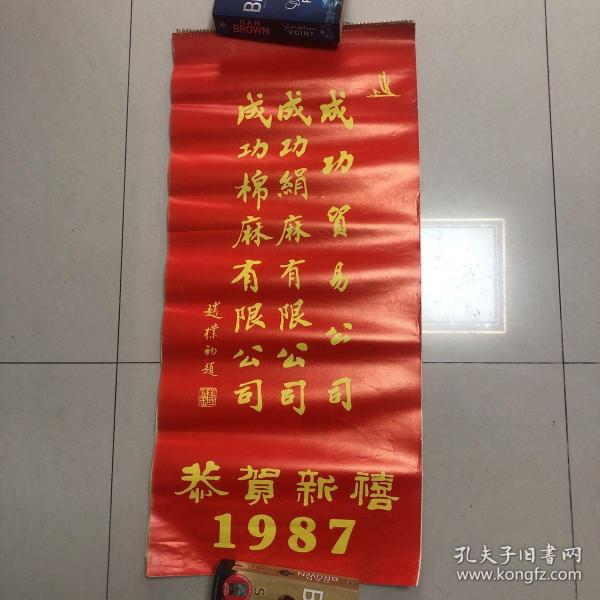 成功貿易公司
成功絹麻有限公司
成功棉麻有限公司
趙樸初題
恭賀新禧
1987
DAN BROWN
POINT
BROWN
孔夫子旧书网
www.kongfz.com